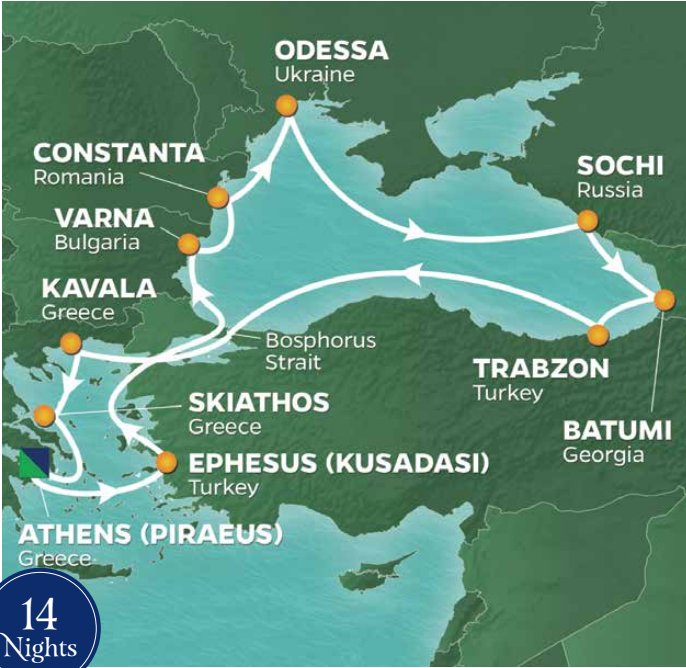 ODESSA
Ukraine
CONSTANTA
Romania
SOCHI
Russia
VARNA
Bulgaria
KAVALA
Greece
Bosphorus
Strait
TRABZON
Turkey
SKIATHOS
Greece
BATUMI
Georgia
EPHESUS (KUSADASI)
Turkey
ATHENS (PIRAEUS)
Greece
14
Nights